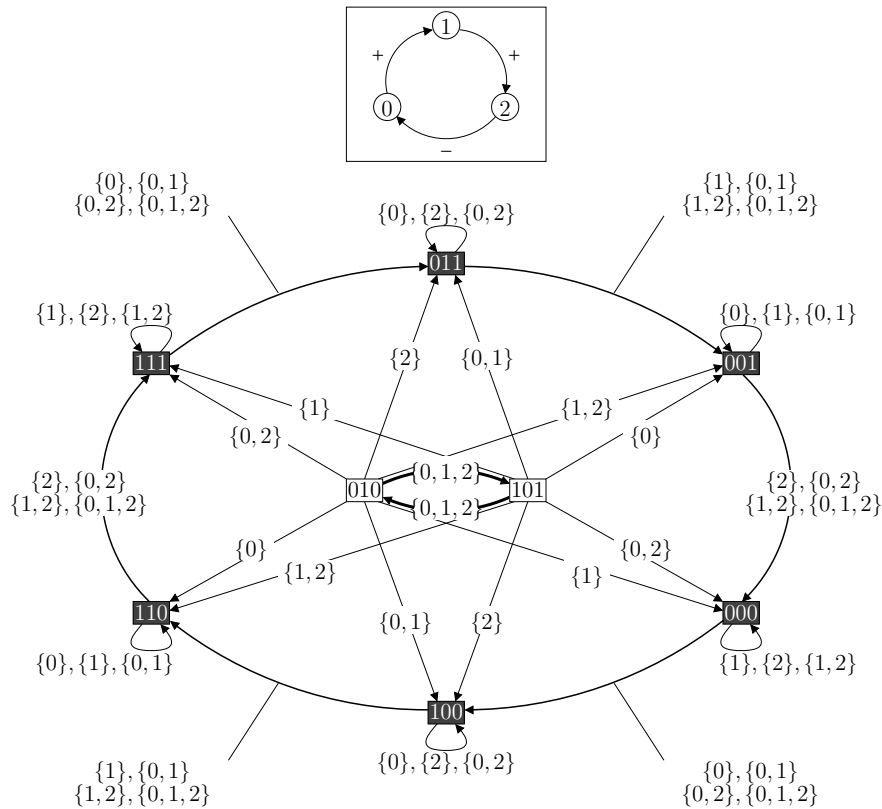 1
+
+
0
2
−
{0}, {0, 1}
{0, 2}, {0, 1, 2}
{1}, {0, 1}
{1, 2}, {0, 1, 2}
{0}, {2}, {0, 2}
011
{1}, {2}, {1, 2}
{0}, {1}, {0, 1}
111
001
{2}
{0, 1}
{1}
{1, 2}
{0, 2}
{0}
{0, 1, 2}
010
101
{0, 1, 2}
{2}, {0, 2}
{1, 2}, {0, 1, 2}
{2}, {0, 2}
{1, 2}, {0, 1, 2}
{0}
{0, 2}
{1, 2}
{1}
110
000
{0, 1}
{2}
{0}, {1}, {0, 1}
{1}, {2}, {1, 2}
100
{0}, {2}, {0, 2}
{1}, {0, 1}
{1, 2}, {0, 1, 2}
{0}, {0, 1}
{0, 2}, {0, 1, 2}